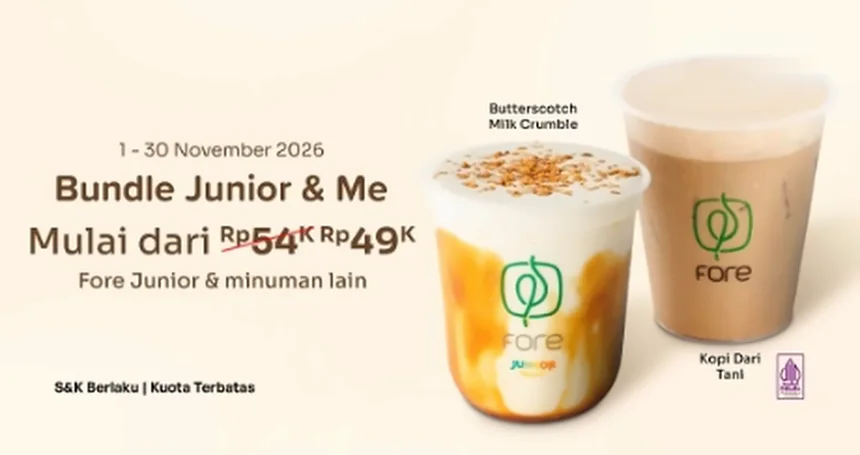 1 - 30 November 2026
Bundle Junior & Me
Mulai dari Rp54K Rp49K
Fore Junior & minuman lain
S&K Berlaku | Kuota Terbatas
Butterscotch
Milk Crumble
FORE
JUNIOR
FORE
Kopi Dari
Tani